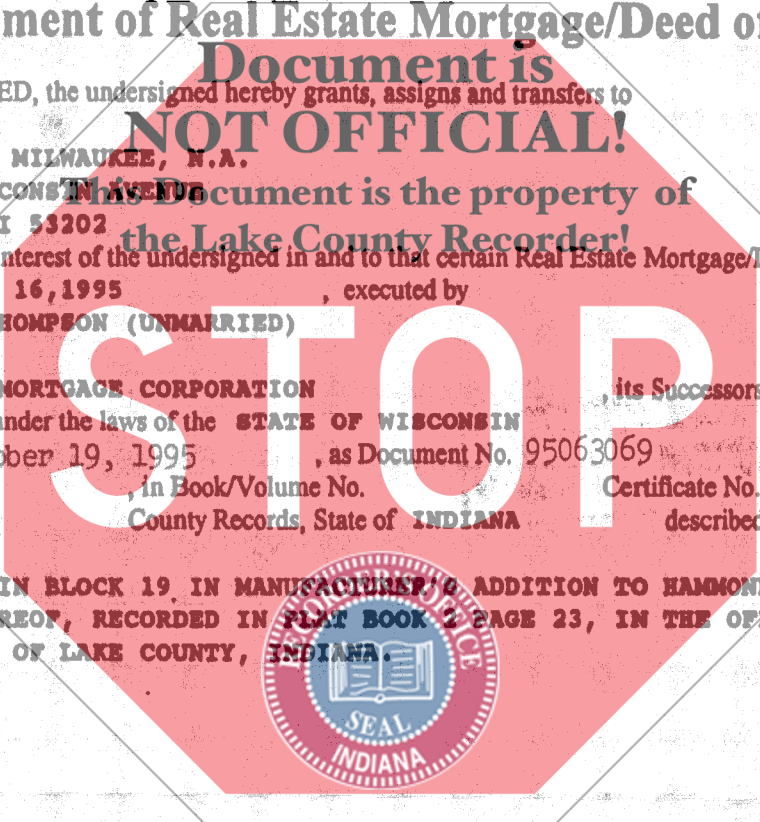 ment of Real Estate Mortgage/Deed of
Document is
ED, the undersigned hereby grants, assigns and transfers to
NOT OFFICIAL!
MILWAUKEE, N.A.
CONSIN AVENUE
This Document is the property of
I 53202
the Lake County Recorder!
nterest of the undersigned in and to that certain Real Estate Mortgage/
16,1995 , executed by
HOMPSON (UNMARRIED)
STOP
MORTGAGE CORPORATION , its Successors
nder the laws of the STATE OF WISCONSIN
ober 19, 1995 , as Document No. 95063069
, in Book/Volume No. Certificate No.
County Records, State of INDIANA described
IN BLOCK 19 IN MANUFACTURER'S ADDITION TO HAMMON
REOF, RECORDED IN PLAT BOOK 2 PAGE 23, IN THE OF
OF LAKE COUNTY, INDIANA.
RECORDER'S OFFICE
SEAL
INDIANA